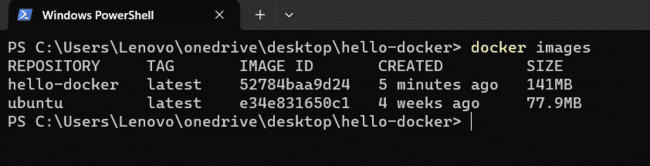 Windows PowerShell
PS C:\Users\Lenovo\onedrive\desktop\hello-docker> docker images
REPOSITORY TAG IMAGE ID CREATED SIZE
hello-docker latest 52784baa9d24 5 minutes ago 141MB
ubuntu latest e34e831650c1 4 weeks ago 77.9MB
PS C:\Users\Lenovo\onedrive\desktop\hello-docker>